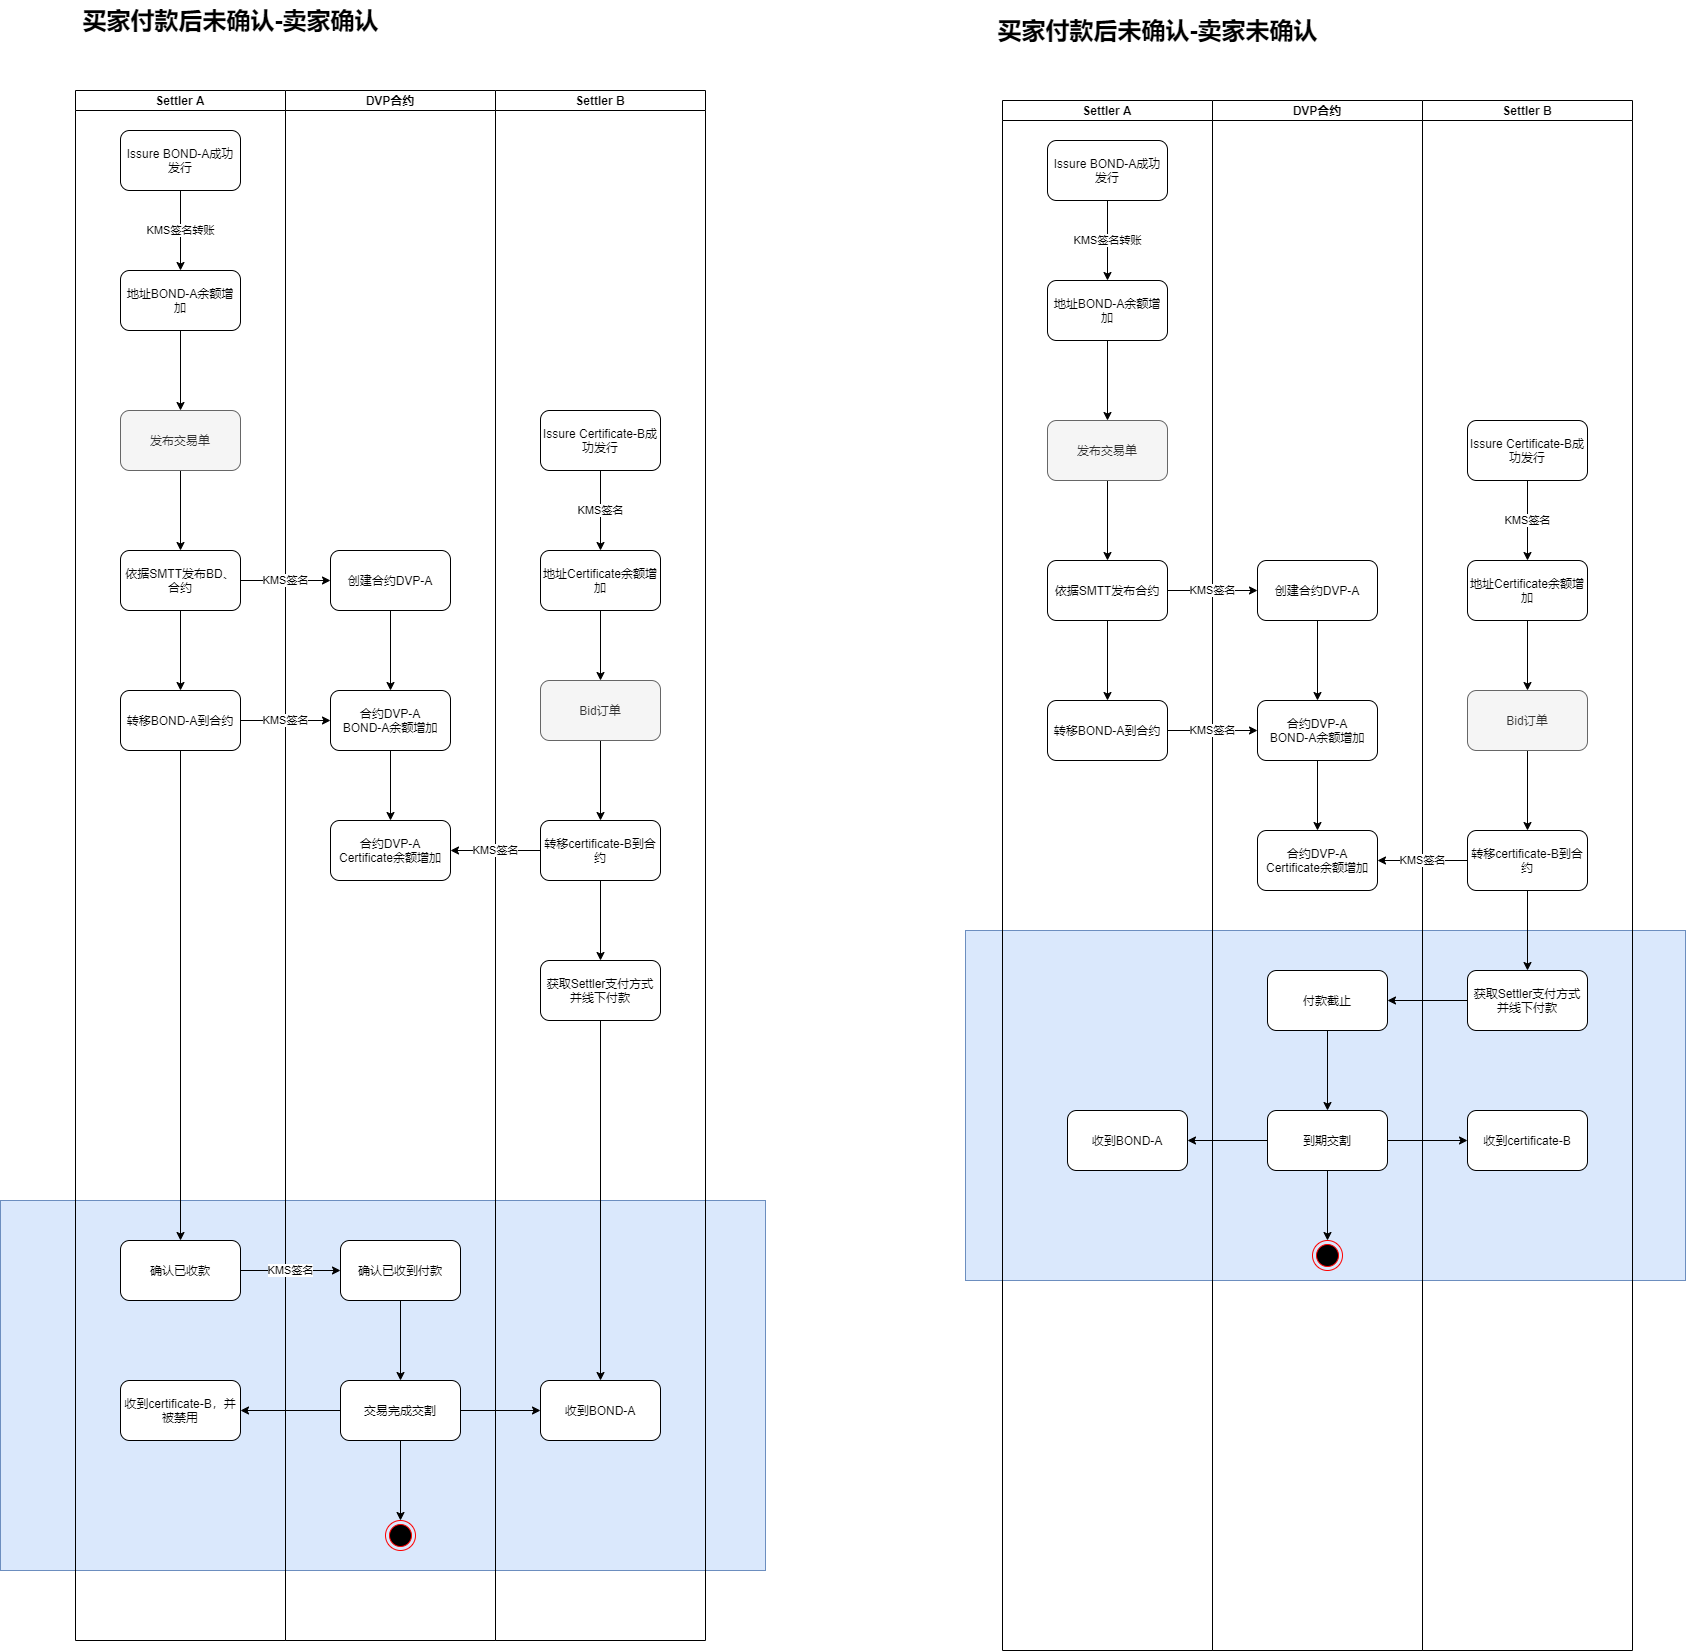 买家付款后未确认-卖家确认
Settler A
DVP合约
Settler B
Issure BOND-A成功
发行
KMS签名转账
地址BOND-A余额增
加
发布交易单
Issure Certificate-B成
功发行
KMS签名
依据SMTT发布BD、
合约
KMS签名
创建合约DVP-A
地址Certificate余额增
加
转移BOND-A到合约
KMS签名
合约DVP-A
BOND-A余额增加
Bid订单
合约DVP-A
Certificate余额增加
KMS签名
转移certificate-B到合
约
获取Settler支付方式
并线下付款
确认已收款
KMS签名
确认已收到付款
收到certificate-B，并
被禁用
交易完成交割
收到BOND-A
买家付款后未确认-卖家未确认
Settler A
DVP合约
Settler B
Issure BOND-A成功
发行
KMS签名转账
地址BOND-A余额增
加
发布交易单
Issure Certificate-B成
功发行
KMS签名
依据SMTT发布合约
KMS签名
创建合约DVP-A
地址Certificate余额增
加
转移BOND-A到合约
KMS签名
合约DVP-A
BOND-A余额增加
Bid订单
合约DVP-A
Certificate余额增加
KMS签名
转移certificate-B到合
约
付款截止
获取Settler支付方式
并线下付款
收到BOND-A
到期交割
收到certificate-B